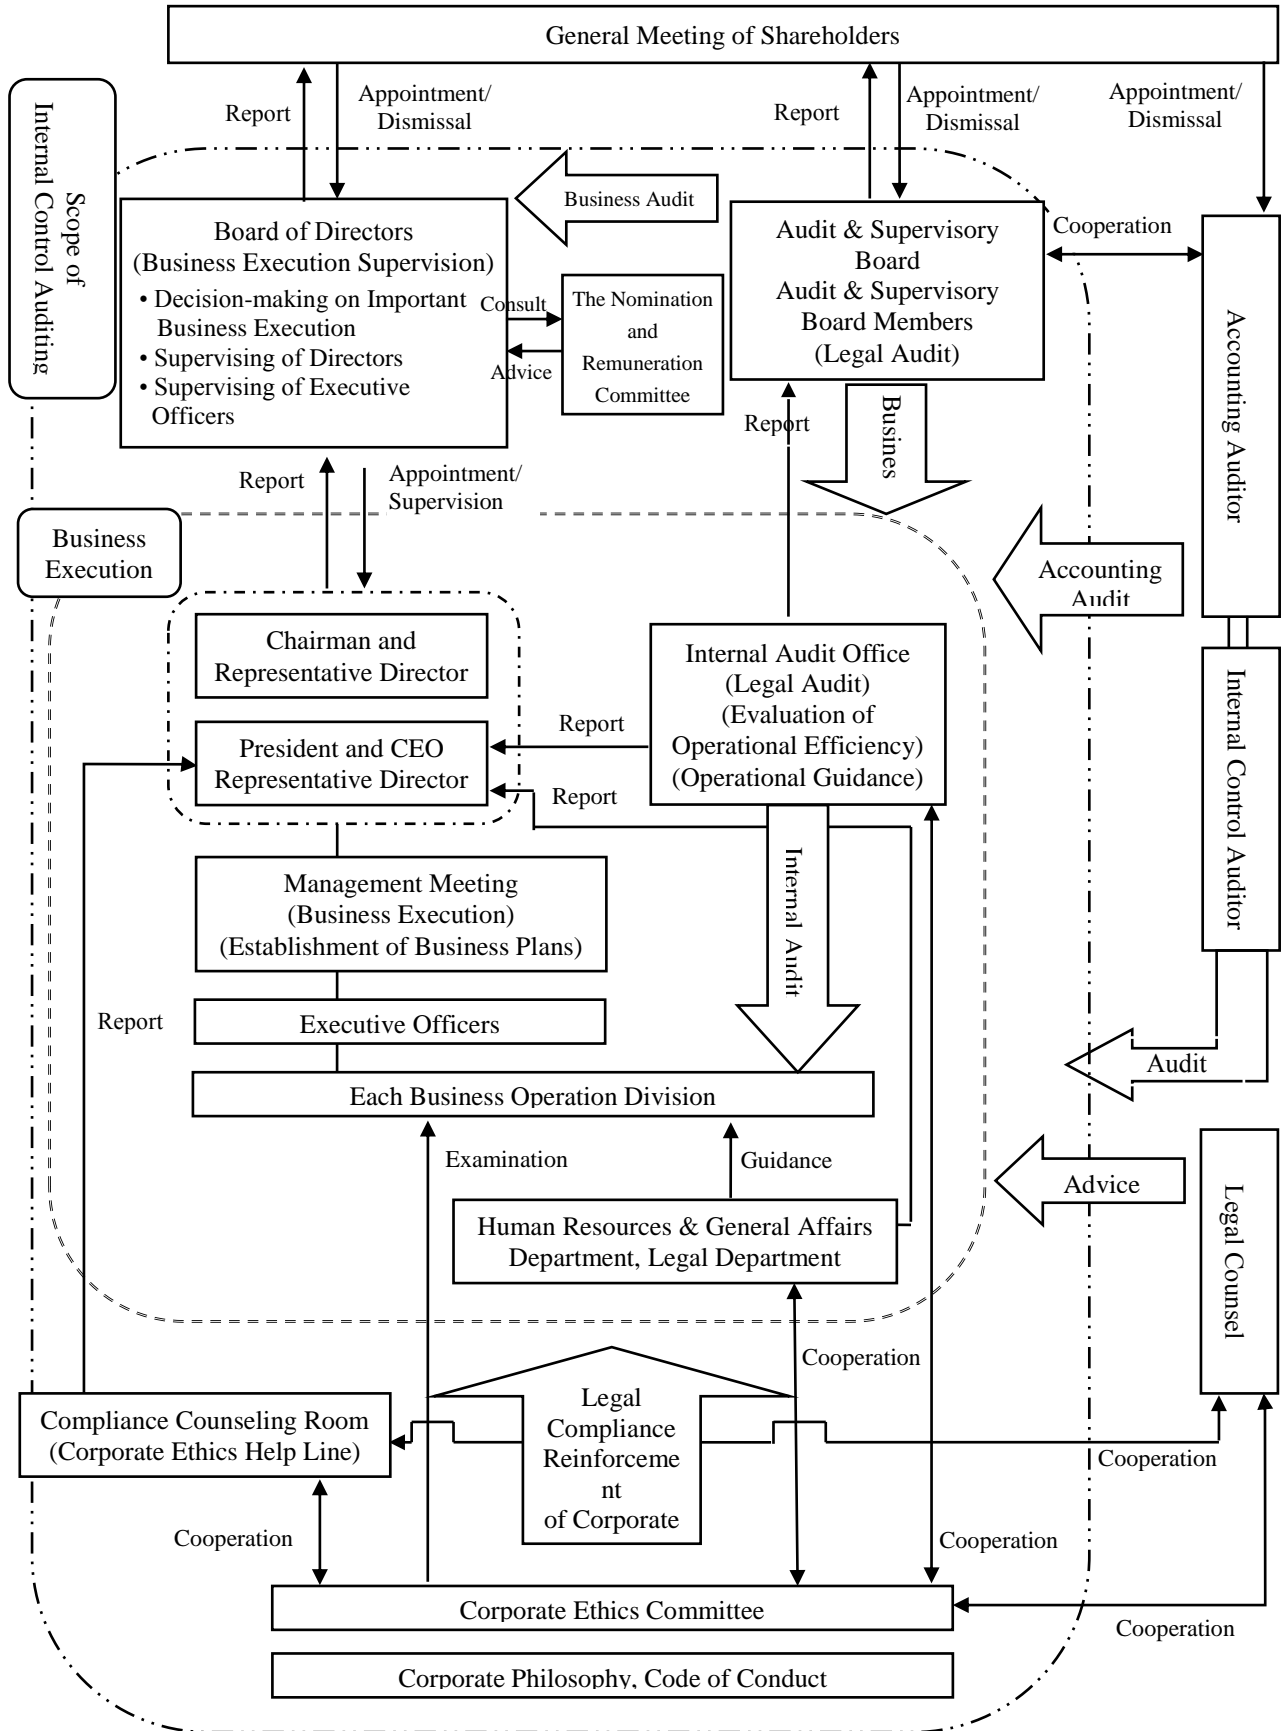 General Meeting of Shareholders
Report
Appointment/
Dismissal
Report
Appointment/
Dismissal
Appointment/
Dismissal
Scope of
Internal Control Auditing
Business Audit
Board of Directors
(Business Execution Supervision)
• Decision-making on Important
Business Execution
• Supervising of Directors
• Supervising of Executive
Officers
Consult
Advice
The Nomination
and
Remuneration
Committee
Audit & Supervisory
Board
Audit & Supervisory
Board Members
(Legal Audit)
Cooperation
Accounting Auditor
Report
Busines
Report
Appointment/
Supervision
Business
Execution
Accounting
Audit
Chairman and
Representative Director
President and CEO
Representative Director
Report
Report
Internal Audit Office
(Legal Audit)
(Evaluation of
Operational Efficiency)
(Operational Guidance)
Internal Control Auditor
Internal Audit
Management Meeting
(Business Execution)
(Establishment of Business Plans)
Report
Executive Officers
Audit
Each Business Operation Division
Examination
Guidance
Advice
Legal Counsel
Human Resources & General Affairs
Department, Legal Department
Cooperation
Compliance Counseling Room
(Corporate Ethics Help Line)
Legal
Compliance
Reinforceme
nt
of Corporate
Cooperation
Cooperation
Cooperation
Corporate Ethics Committee
Cooperation
Corporate Philosophy, Code of Conduct